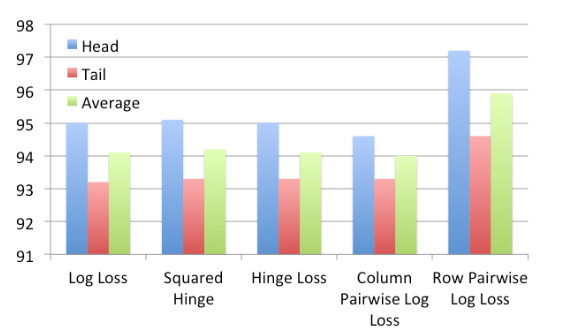 98
97
96
95
94
93
92
91
Head
Tail
Average
Log Loss
Squared
Hinge
Hinge Loss
Column
Pairwise Log
Loss
Row Pairwise
Log Loss